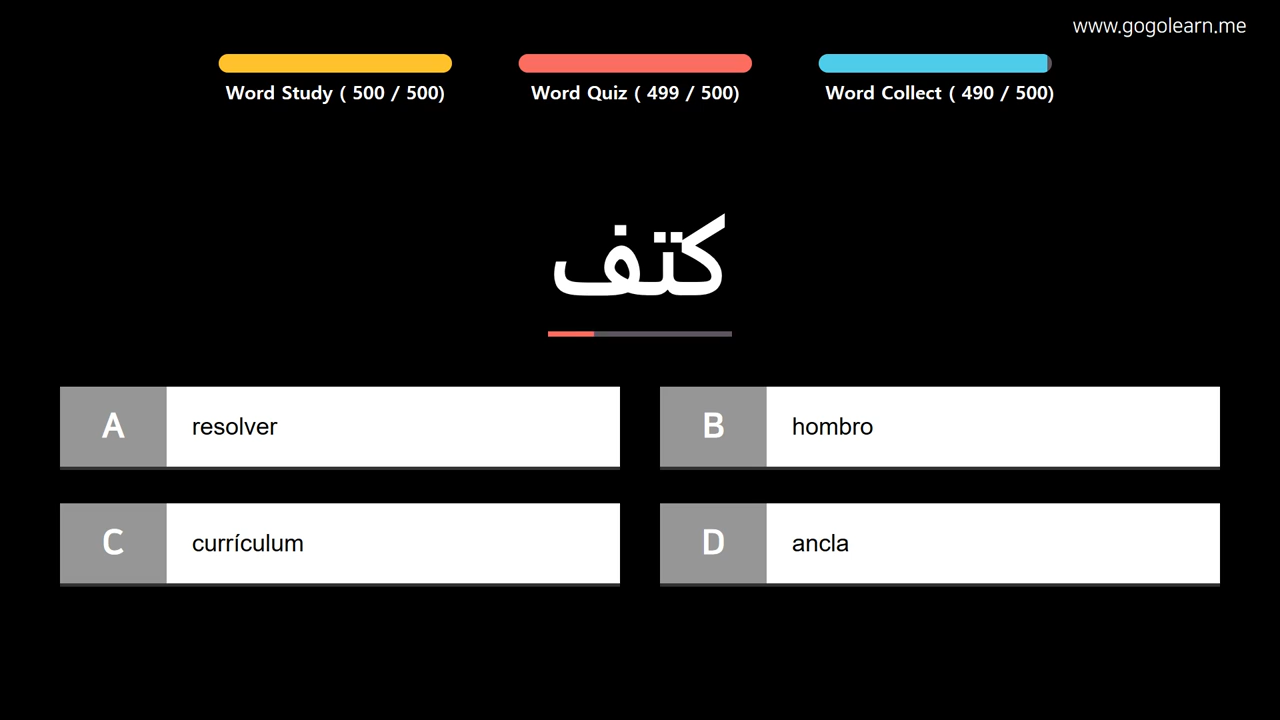 www.gogolearn.me
Word Study ( 500 / 500)
Word Quiz ( 499 / 500)
Word Collect ( 490 / 500)
كتف
A resolver
B hombro
C currículum
D ancla